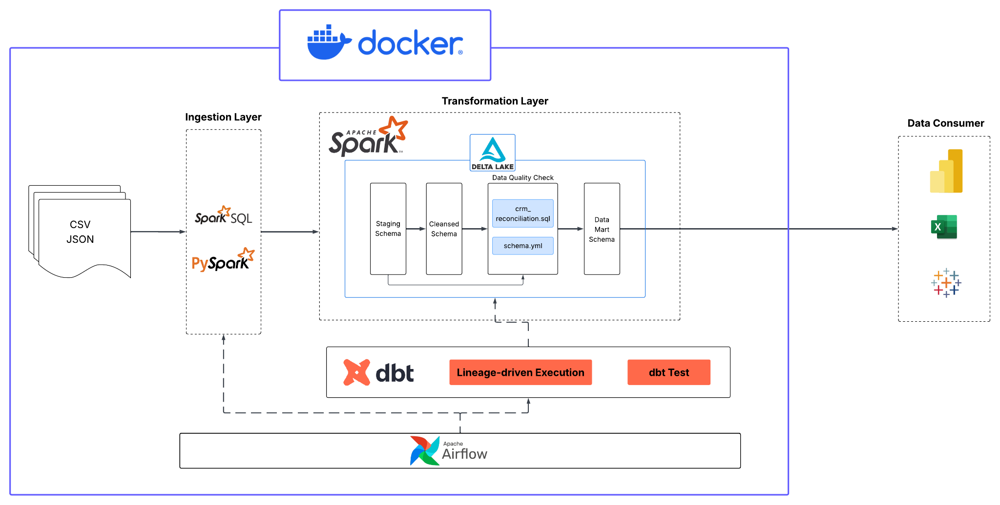 docker®
Transformation Layer
Ingestion Layer
Data Consumer
APACHE
Spark™
DELTA LAKE
Data Quality Check
CSV
JSON
Spark SQL
PySpark
Staging
Schema
Cleansed
Schema
crm_
reconciliation.sql
schema.yml
Data
Mart
Schema
X
dbt
Lineage-driven Execution
dbt Test
Apache
Airflow